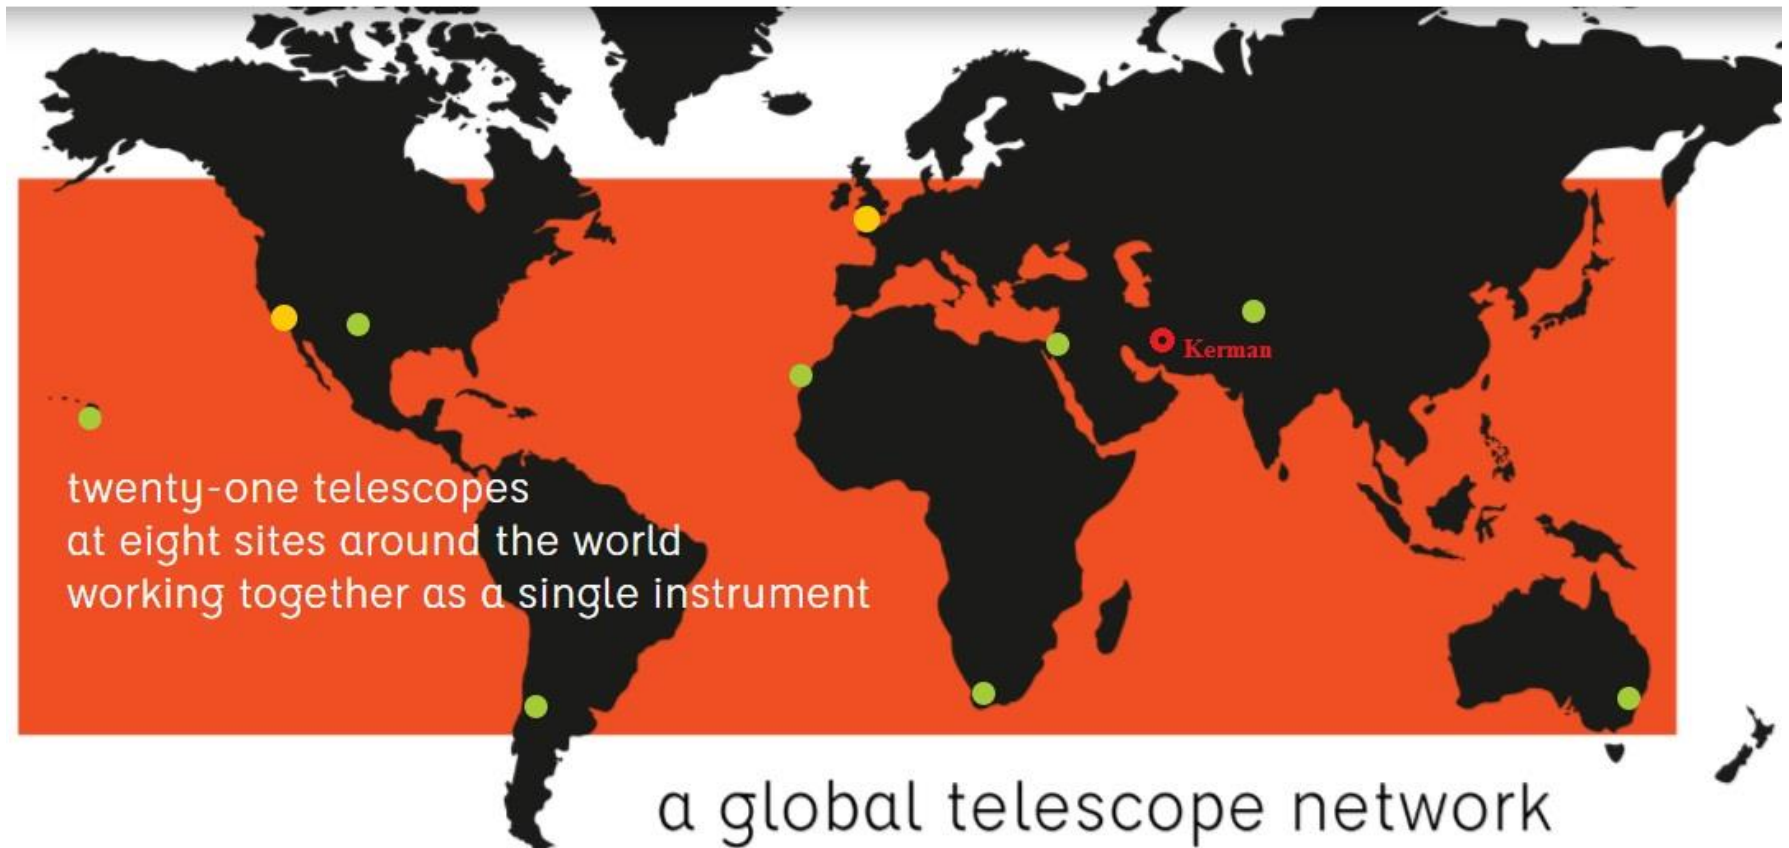 Kerman
twenty-one telescopes
at eight sites around the world
working together as a single instrument
a global telescope network